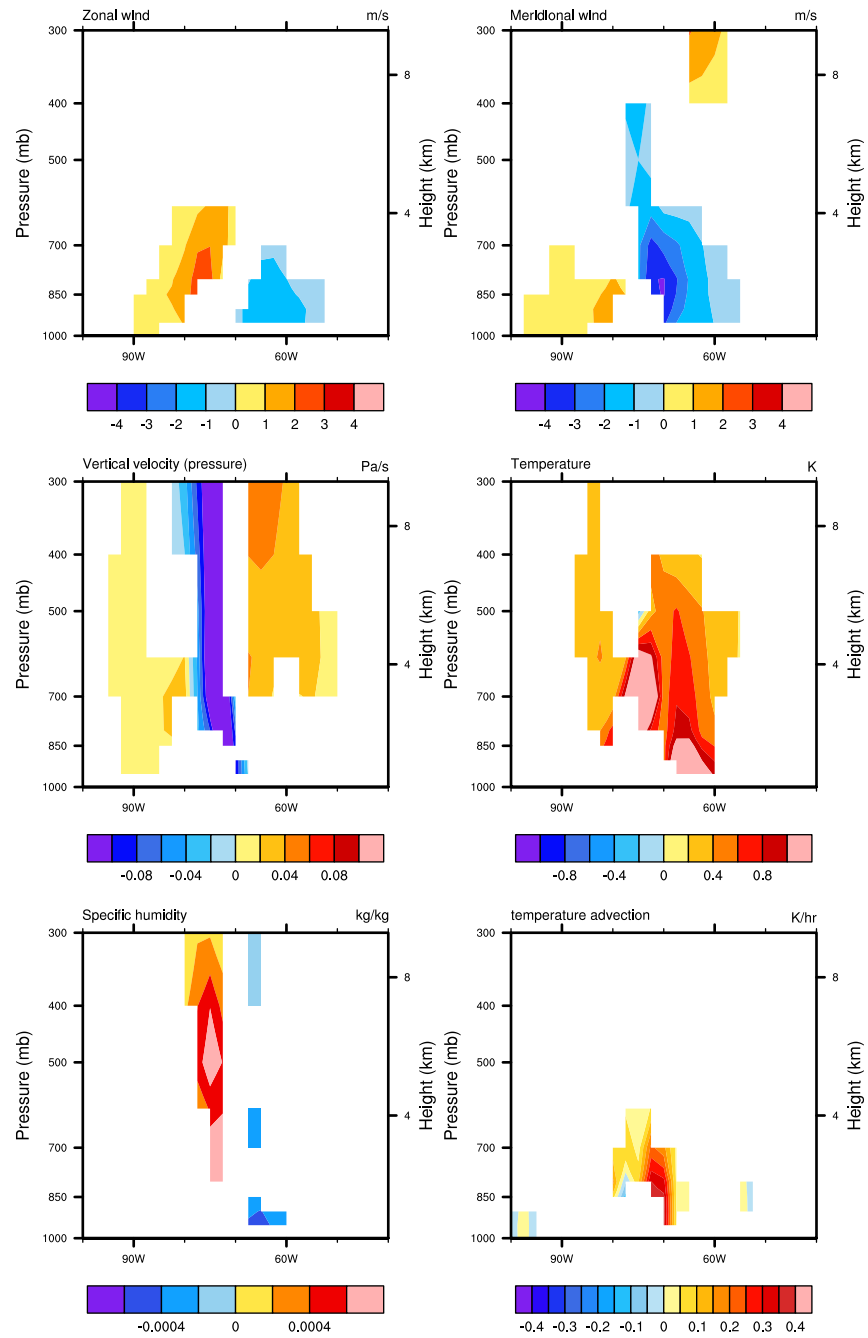 Zonal wind m/s
300
400
500
700
850
1000
Pressure (mb)
8
4
Height (km)
90W 60W
-4 -3 -2 -1 0 1 2 3 4
Meridional wind m/s
300
400
500
700
850
1000
Pressure (mb)
8
4
Height (km)
90W 60W
-4 -3 -2 -1 0 1 2 3 4
Vertical velocity (pressure) Pa/s
300
400
500
700
850
1000
Pressure (mb)
8
4
Height (km)
90W 60W
-0.08 -0.04 0 0.04 0.08
Temperature K
300
400
500
700
850
1000
Pressure (mb)
8
4
Height (km)
90W 60W
-0.8 -0.4 0 0.4 0.8
Specific humidity kg/kg
300
400
500
700
850
1000
Pressure (mb)
8
4
Height (km)
90W 60W
-0.0004 0 0.0004
temperature advection K/hr
300
400
500
700
850
1000
Pressure (mb)
8
4
Height (km)
90W 60W
-0.4 -0.3 -0.2 -0.1 0 0.1 0.2 0.3 0.4